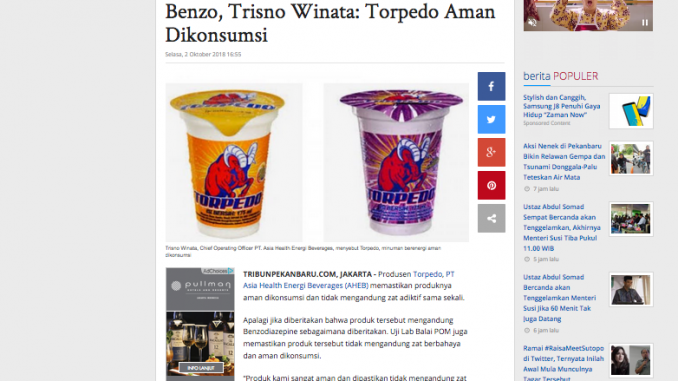 Benzo, Trisno Winata: Torpedo Aman
Dikonsumsi
Selasa, 2 Oktober 2018 16:55
TORPEDO
TORPEDO
TORPEDO
Trisno Winata, Chief Operating Officer PT. Asia Health Energi Beverages, menyebut Torpedo, minuman berenergi aman
dikonsumsi
AdChoices
pullman
INFO LANJUT
TRIBUNPEKANBARU.COM, JAKARTA - Produsen Torpedo, PT
Asia Health Energi Beverages (AHEB) memastikan produknya
aman dikonsumsi dan tidak mengandung zat adiktif sama sekali.
Apalagi jika diberitakan bahwa produk tersebut mengandung
Benzodiazepine sebagaimana diberitakan. Uji Lab Balai POM juga
memastikan produk tersebut tidak mengandung zat berbahaya
dan aman dikonsumsi.
"Produk kami sangat aman dan dipastikan tidak mengandung zat
berita POPULER
Stylish dan Canggih,
Samsung J8 Penuhi Gaya
Hidup "Zaman Now"
Sponsored Content
Aksi Nenek di Pekanbaru
Bikin Relawan Gempa dan
Tsunami Donggala-Palu
Teteskan Air Mata
7 jam lalu
Ustaz Abdul Somad
Sempat Bercanda akan
Tenggelamkan, Akhirnya
Menteri Susi Tiba Pukul
11.00 WIB
5 jam lalu
Ustaz Abdul Somad
Bercanda akan
Tenggelamkan Menteri
Susi Jika 60 Menit Tak
Juga Datang
6 jam lalu
Ramai #RaisaMeetSutopo
di Twitter, Ternyata Inilah
Awal Mula Munculnya
Tagar Tersebut